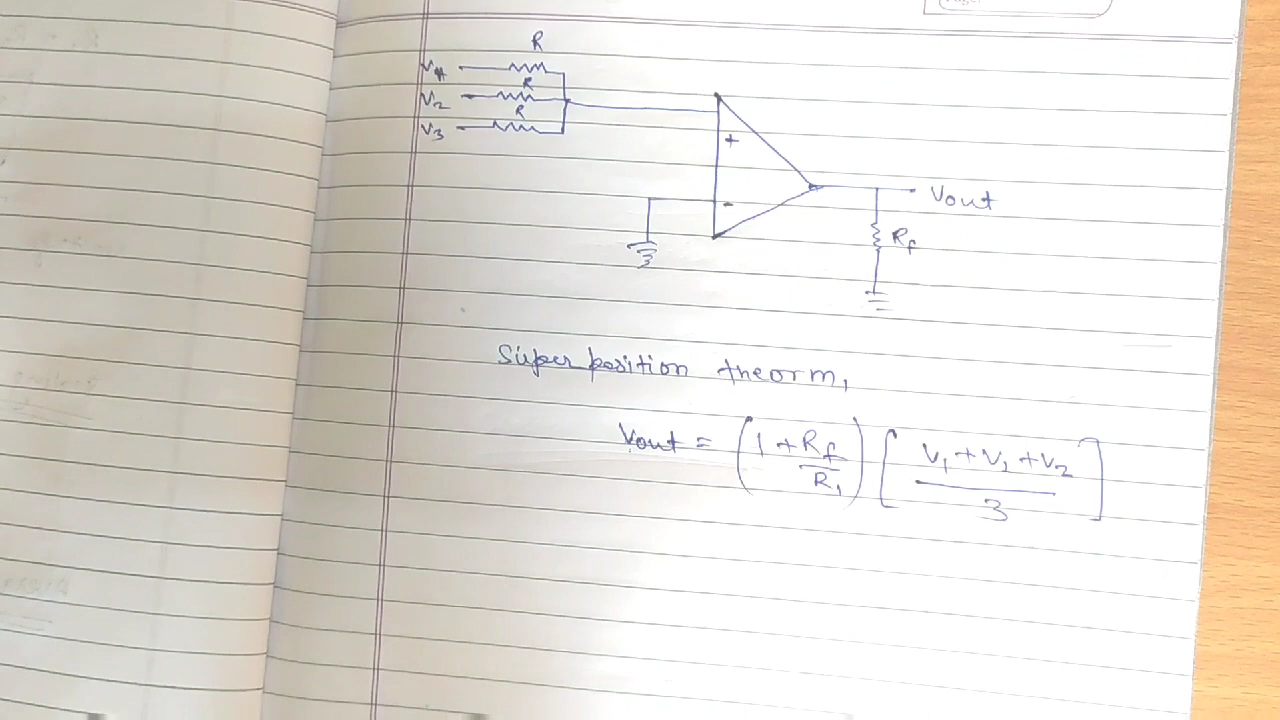 R
V1
R
V2
R
V3
+
-
Vout
Rf
Superposition theorm,
Vout = (1 + Rf/R1) [V1 + V2 + V2 / 3]